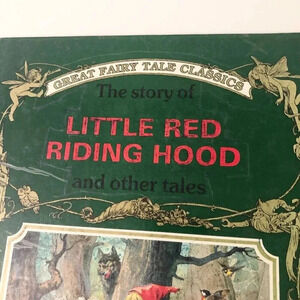 GREAT FAIRY TALE CLASSICS
The story of
LITTLE RED
RIDING HOOD
and other tales